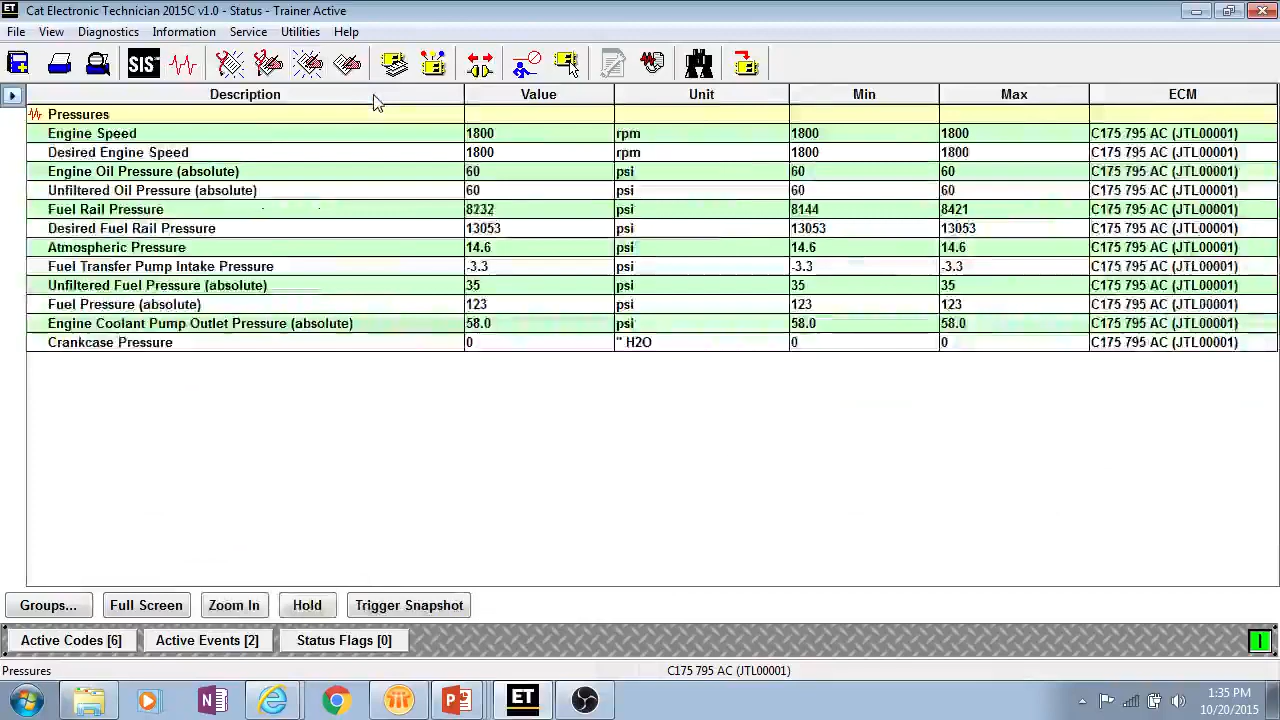 ET Cat Electronic Technician 2015C v1.0 - Status - Trainer Active
File View Diagnostics Information Service Utilities Help
SIS
Description Value Unit Min Max ECM
Pressures
Engine Speed 1800 rpm 1800 1800 C175 795 AC (JTL00001)
Desired Engine Speed 1800 rpm 1800 1800 C175 795 AC (JTL00001)
Engine Oil Pressure (absolute) 60 psi 60 60 C175 795 AC (JTL00001)
Unfiltered Oil Pressure (absolute) 60 psi 60 60 C175 795 AC (JTL00001)
Fuel Rail Pressure 8232 psi 8144 8421 C175 795 AC (JTL00001)
Desired Fuel Rail Pressure 13053 psi 13053 13053 C175 795 AC (JTL00001)
Atmospheric Pressure 14.6 psi 14.6 14.6 C175 795 AC (JTL00001)
Fuel Transfer Pump Intake Pressure -3.3 psi -3.3 -3.3 C175 795 AC (JTL00001)
Unfiltered Fuel Pressure (absolute) 35 psi 35 35 C175 795 AC (JTL00001)
Fuel Pressure (absolute) 123 psi 123 123 C175 795 AC (JTL00001)
Engine Coolant Pump Outlet Pressure (absolute) 58.0 psi 58.0 58.0 C175 795 AC (JTL00001)
Crankcase Pressure 0 " H2O 0 0 C175 795 AC (JTL00001)
Groups... Full Screen Zoom In Hold Trigger Snapshot
Active Codes [6] Active Events [2] Status Flags [0]
Pressures C175 795 AC (JTL00001)
ET
1:35 PM
10/20/2015